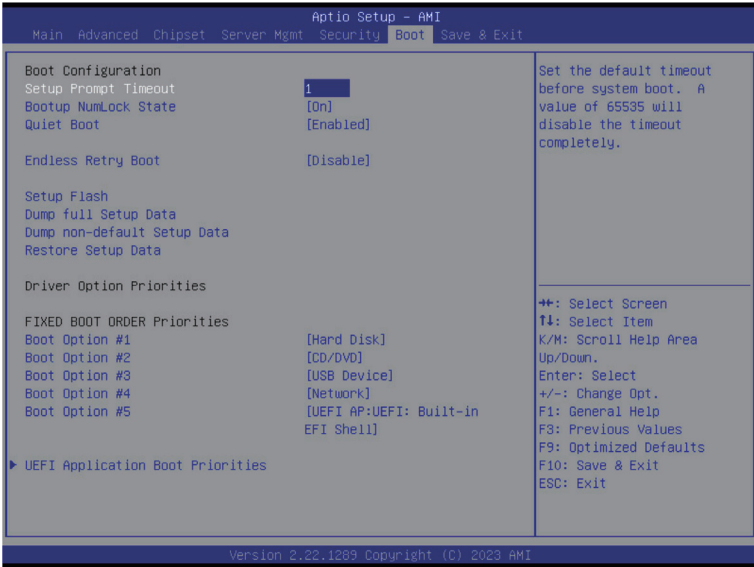 Aptio Setup - AMI
Main Advanced Chipset Server Mgmt Security Boot Save & Exit
Boot Configuration
Setup Prompt Timeout 1
Bootup NumLock State [On]
Quiet Boot [Enabled]
Endless Retry Boot [Disable]
Setup Flash
Dump full Setup Data
Dump non-default Setup Data
Restore Setup Data
Driver Option Priorities
FIXED BOOT ORDER Priorities
Boot Option #1 [Hard Disk]
Boot Option #2 [CD/DVD]
Boot Option #3 [USB Device]
Boot Option #4 [Network]
Boot Option #5 [UEFI AP:UEFI: Built-in
EFI Shell]
UEFI Application Boot Priorities
Set the default timeout
before system boot. A
value of 65535 will
disable the timeout
completely.
→←: Select Screen
↑↓: Select Item
K/M: Scroll Help Area
Up/Down.
Enter: Select
+/-: Change Opt.
F1: General Help
F3: Previous Values
F9: Optimized Defaults
F10: Save & Exit
ESC: Exit
Version 2.22.1289 Copyright (C) 2023 AMI